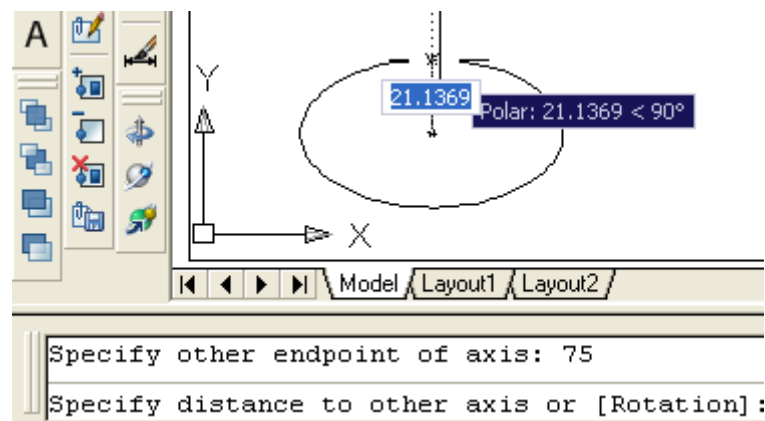 A
Y
21.1369
Polar: 21.1369 < 90°
X
Model Layout1 Layout2
Specify other endpoint of axis: 75
Specify distance to other axis or [Rotation]: